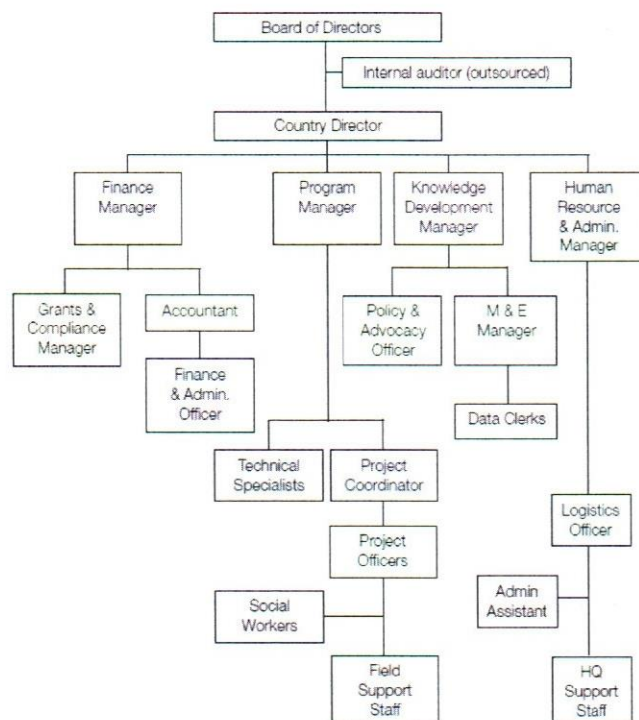 Board of Directors
Internal auditor (outsourced)
Country Director
Finance
Manager
Program
Manager
Knowledge
Development
Manager
Human
Resource
& Admin.
Manager
Grants &
Compliance
Manager
Accountant
Policy &
Advocacy
Officer
M & E
Manager
Finance
& Admin.
Officer
Data Clerks
Technical
Specialists
Project
Coordinator
Logistics
Officer
Project
Officers
Social
Workers
Admin
Assistant
Field
Support
Staff
HQ
Support
Staff